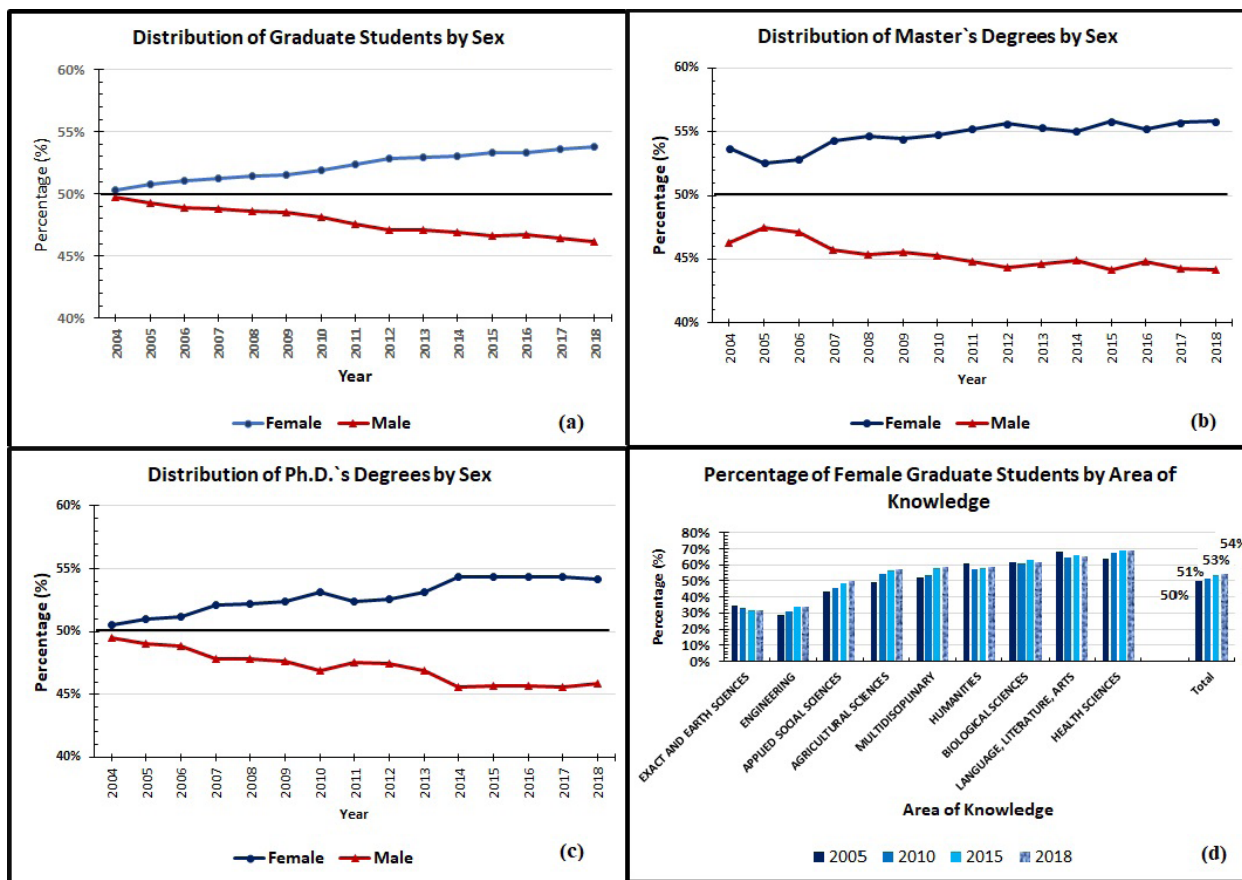 Distribution of Graduate Students by Sex
Percentage (%)
60%
55%
50%
45%
40%
2004 2005 2006 2007 2008 2009 2010 2011 2012 2013 2014 2015 2016 2017 2018
Year
Female Male
(a)
Distribution of Master`s Degrees by Sex
Percentage (%)
60%
55%
50%
45%
40%
2004 2005 2006 2007 2008 2009 2010 2011 2012 2013 2014 2015 2016 2017 2018
Year
Female Male
(b)
Distribution of Ph.D.`s Degrees by Sex
Percentage (%)
60%
55%
50%
45%
40%
2004 2005 2006 2007 2008 2009 2010 2011 2012 2013 2014 2015 2016 2017 2018
Year
Female Male
(c)
Percentage of Female Graduate Students by Area of
Knowledge
Percentage (%)
80%
70%
60%
50%
40%
30%
20%
10%
0%
50%
51%
53%
54%
EXACT AND EARTH SCIENCES
ENGINEERING
APPLIED SOCIAL SCIENCES
AGRICULTURAL SCIENCES
MULTIDISCIPLINARY
HUMANITIES
BIOLOGICAL SCIENCES
LANGUAGE, LITERATURE, ARTS
HEALTH SCIENCES
Total
Area of Knowledge
2005 2010 2015 2018
(d)